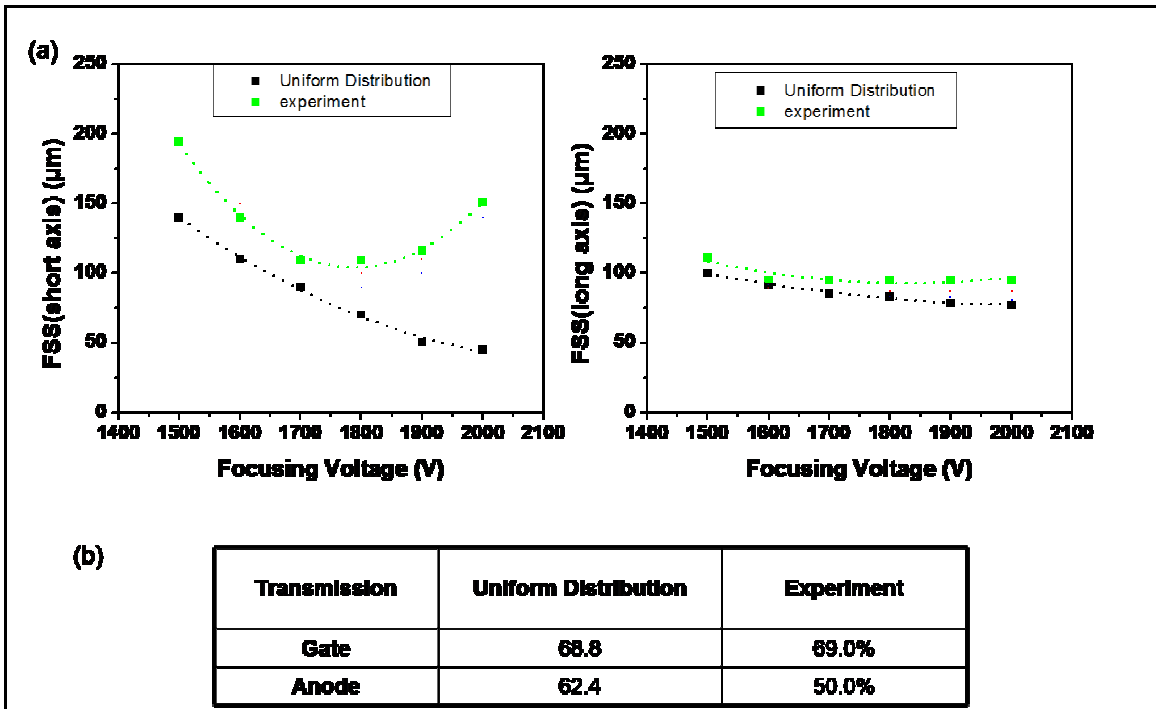 (a)
250
200
150
100
50
0
FSS(short axis) (µm)
Uniform Distribution
experiment
1400 1500 1600 1700 1800 1900 2000 2100
Focusing Voltage (V)
250
200
150
100
50
0
FSS(long axis) (µm)
Uniform Distribution
experiment
1400 1500 1600 1700 1800 1900 2000 2100
Focusing Voltage (V)
(b)
Transmission Uniform Distribution Experiment
Gate 68.8 69.0%
Anode 62.4 50.0%